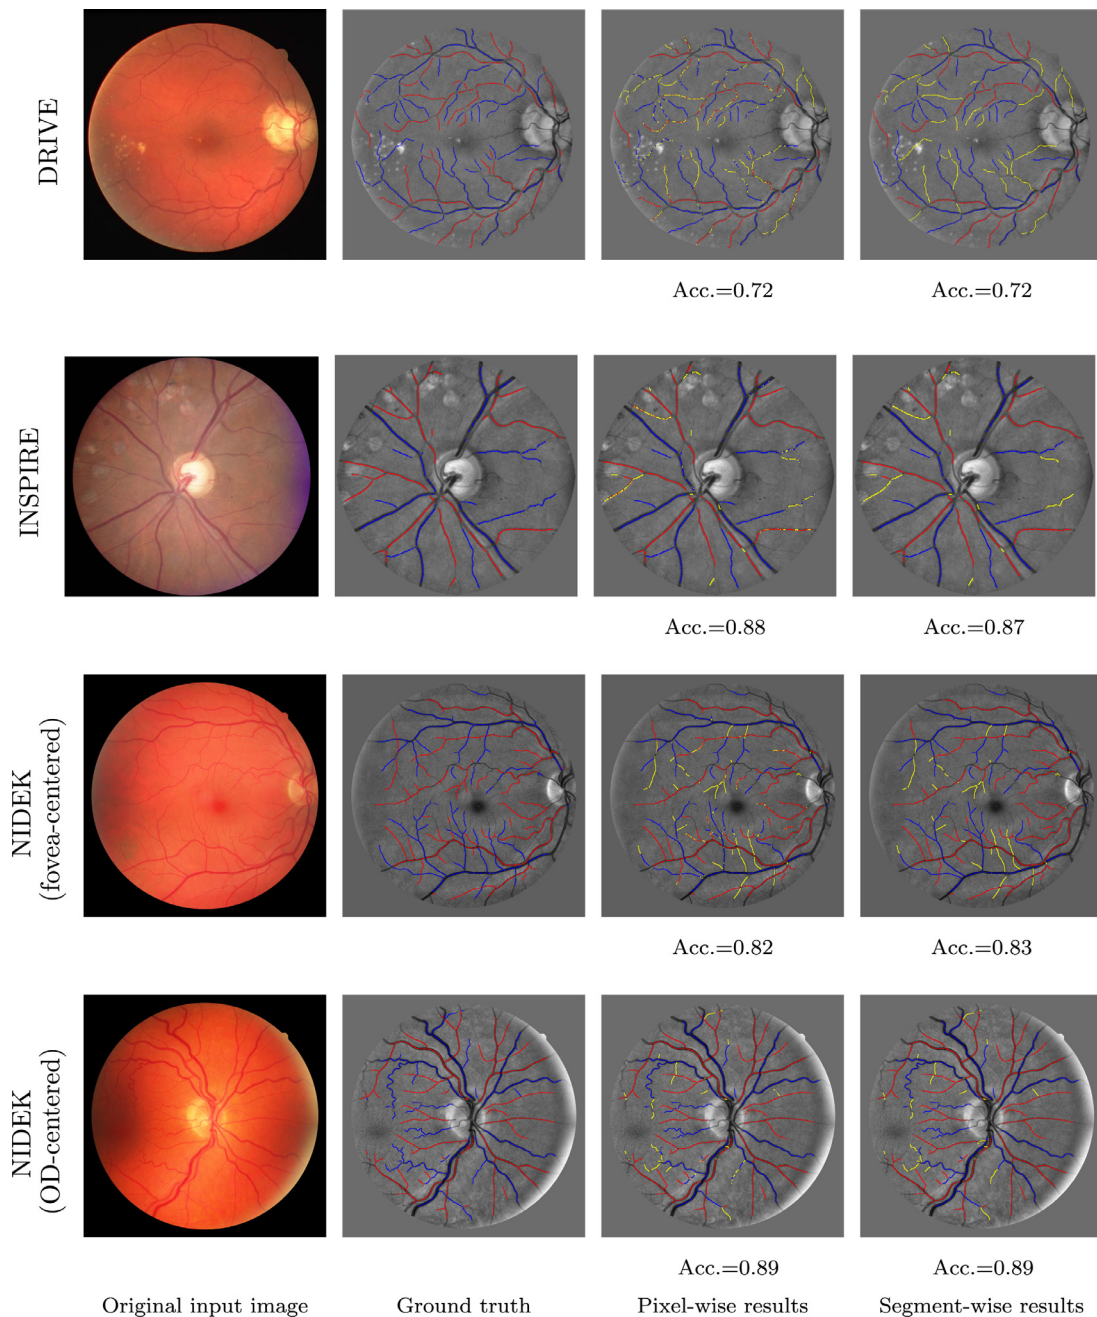 DRIVE
Acc.=0.72
Acc.=0.72
INSPIRE
Acc.=0.88
Acc.=0.87
NIDEK
(fovea-centered)
Acc.=0.82
Acc.=0.83
NIDEK
(OD-centered)
Acc.=0.89
Acc.=0.89
Original input image
Ground truth
Pixel-wise results
Segment-wise results